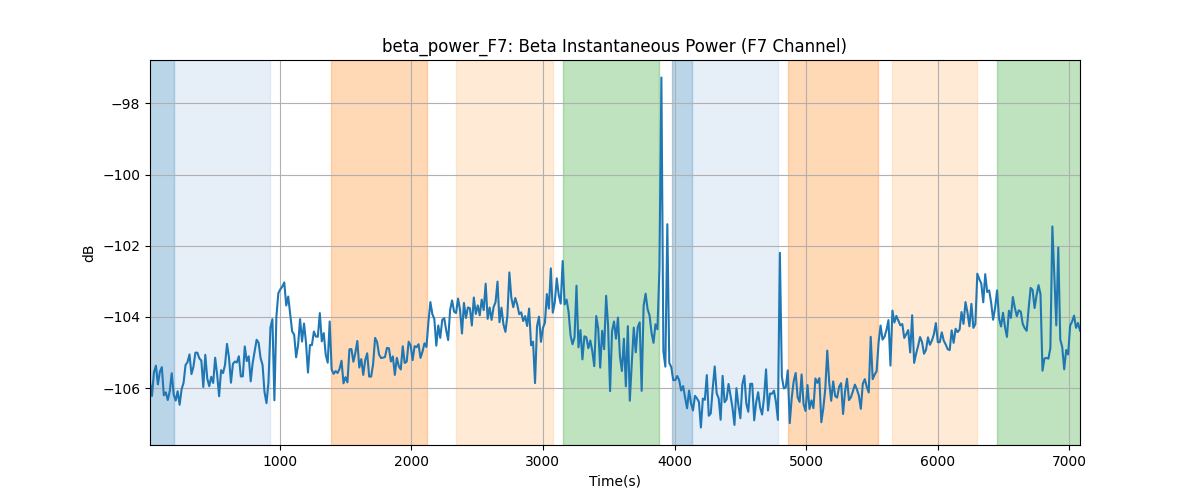 beta_power_F7: Beta Instantaneous Power (F7 Channel)
dB
−98
−100
−102
−104
−106
1000 2000 3000 4000 5000 6000 7000
Time(s)